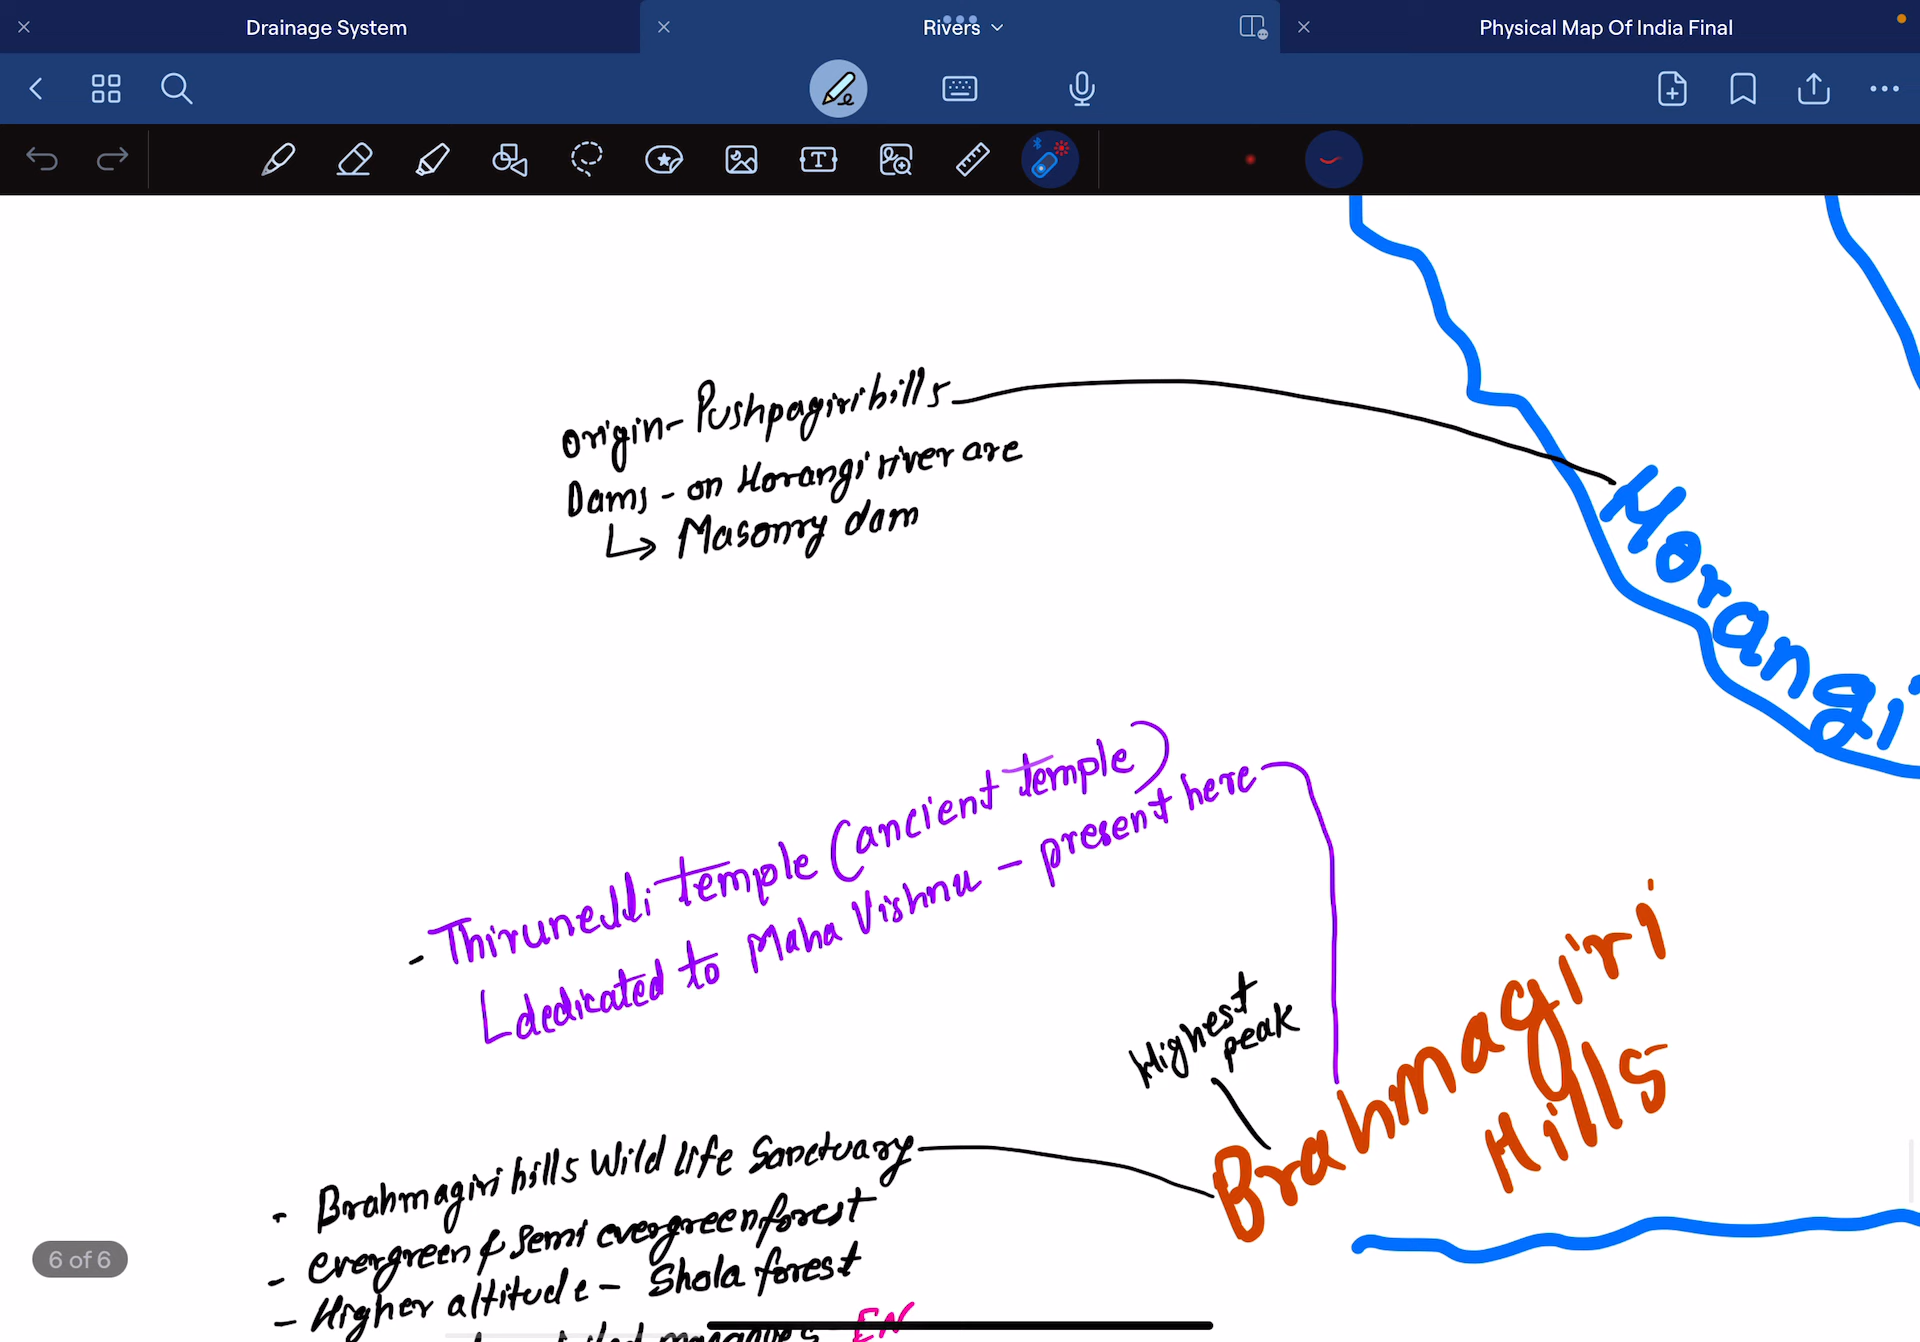 Drainage System
Rivers
Physical Map Of India Final
origin- Pushpagiri hills
Dams - on Horangi river are
↳ Masonry dam
Horangi
- Thirunelli temple (ancient temple)
dedicated to Maha Vishnu - present here
Highest
peak
Brahmagiri
Hills
- Brahmagiri hills Wild life Sanctuary
- evergreen & semi evergreen forest
- Higher altitude - Shola forest
EN
6 of 6